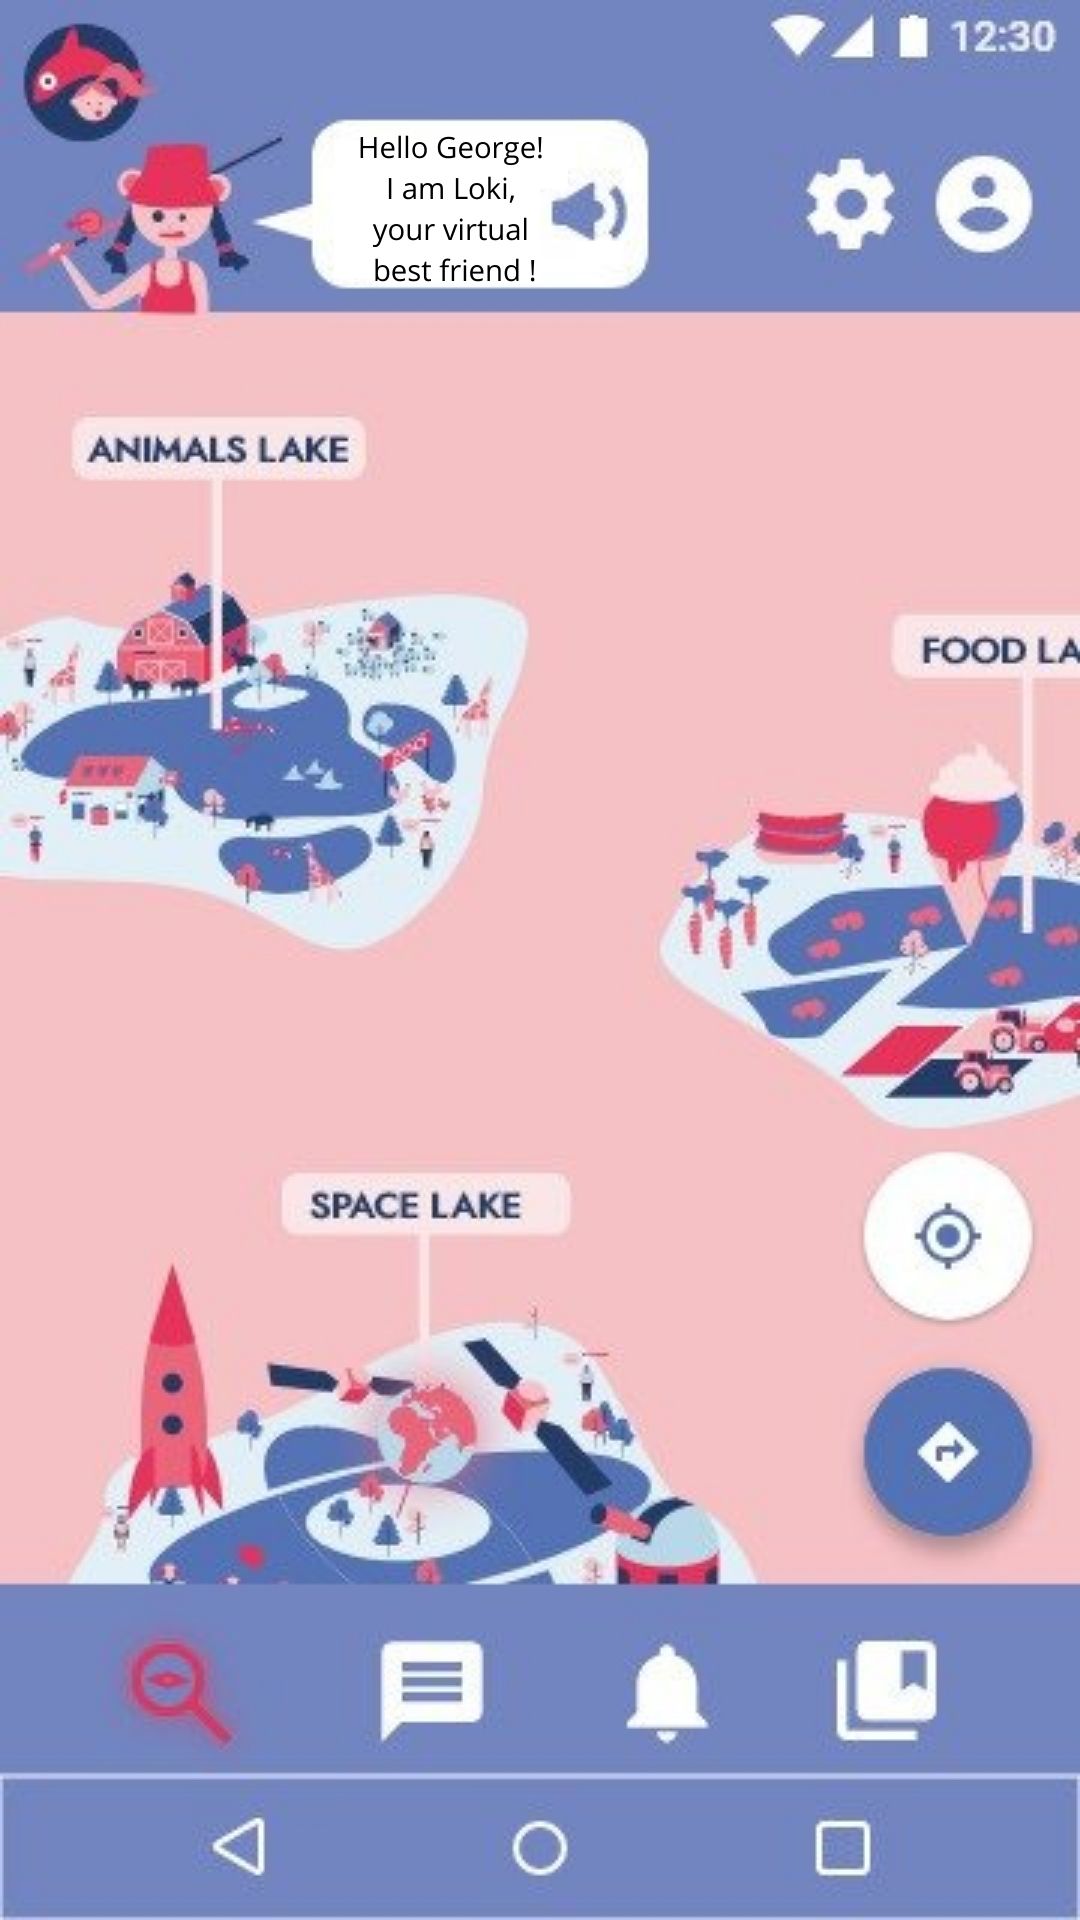 12:30
Hello George!
I am Loki,
your virtual
best friend !
ANIMALS LAKE
FOOD LA
SPACE LAKE